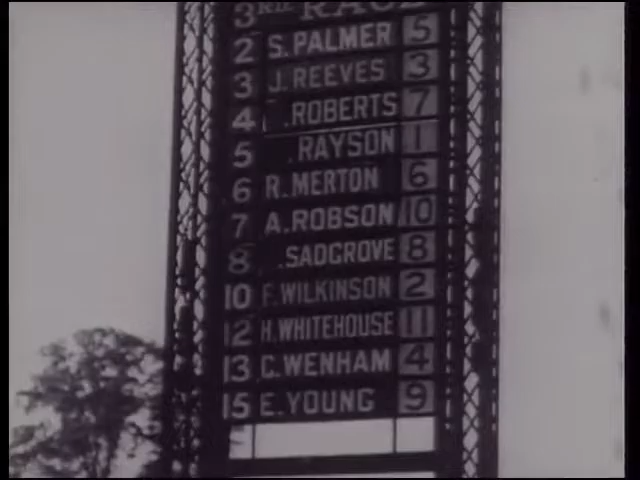 3RD RACE
2 S. PALMER 5
3 J. REEVES 3
4 .ROBERTS 7
5 .RAYSON 1
6 R. MERTON 6
7 A. ROBSON 10
8 .SADGROVE 8
10 F. WILKINSON 2
12 H. WHITEHOUSE 11
13 C. WENHAM 4
15 E. YOUNG 9